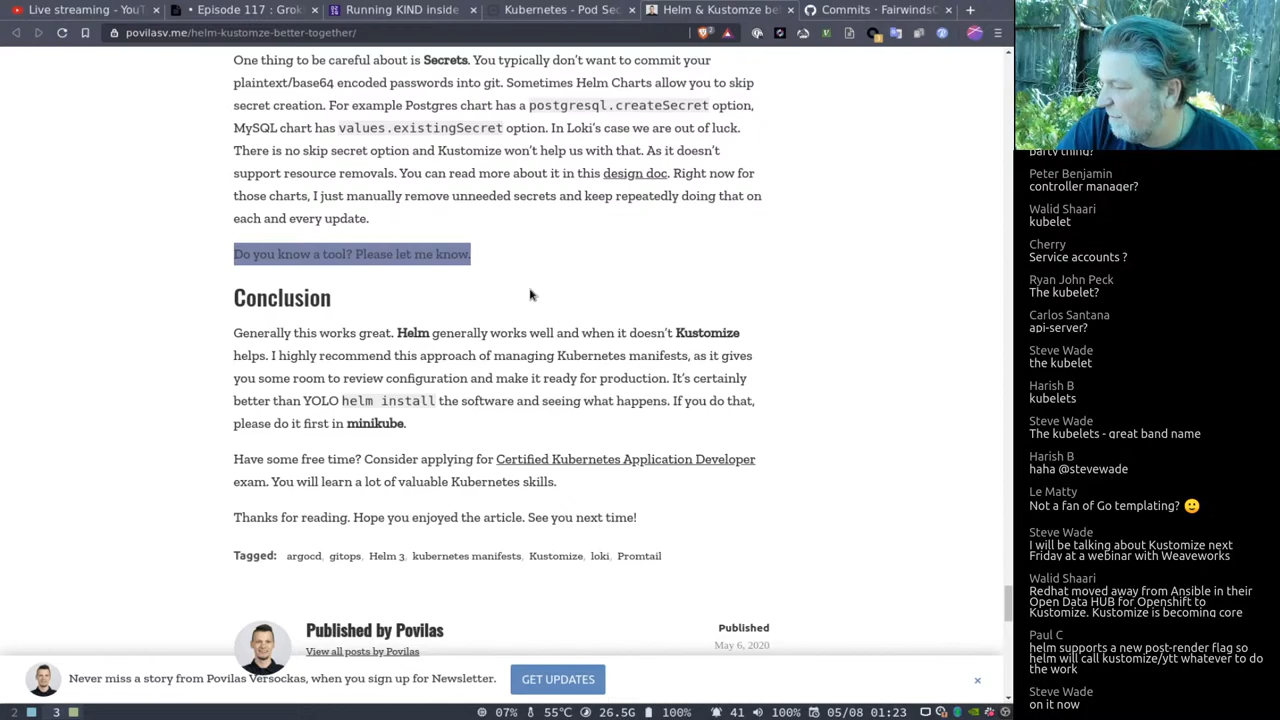 Live streaming - YouT
• Episode 117 : Grok
Running KIND inside
Kubernetes - Pod Sec
Helm & Kustomze be
Commits · FairwindsC
povilasv.me/helm-kustomze-better-together/
One thing to be careful about is Secrets. You typically don't want to commit your
plaintext/base64 encoded passwords into git. Sometimes Helm Charts allow you to skip
secret creation. For example Postgres chart has a postgresql.createSecret option,
MySQL chart has values.existingSecret option. In Loki's case we are out of luck.
There is no skip secret option and Kustomize won't help us with that. As it doesn't
support resource removals. You can read more about it in this design doc. Right now for
those charts, I just manually remove unneeded secrets and keep repeatedly doing that on
each and every update.
Do you know a tool? Please let me know.
Conclusion
Generally this works great. Helm generally works well and when it doesn't Kustomize
helps. I highly recommend this approach of managing Kubernetes manifests, as it gives
you some room to review configuration and make it ready for production. It's certainly
better than YOLO helm install the software and seeing what happens. If you do that,
please do it first in minikube.
Have some free time? Consider applying for Certified Kubernetes Application Developer
exam. You will learn a lot of valuable Kubernetes skills.
Thanks for reading. Hope you enjoyed the article. See you next time!
Tagged: argocd gitops Helm 3 kubernetes manifests Kustomize loki Promtail
Published by Povilas
View all posts by Povilas
Published
May 6, 2020
Never miss a story from Povilas Versockas, when you sign up for Newsletter.
GET UPDATES
×
2 3 07% 55°C 26.5G 100% 41 100% 05/08 01:23
party thing?
Peter Benjamin
controller manager?
Walid Shaari
kubelet
Cherry
Service accounts ?
Ryan John Peck
The kubelet?
Carlos Santana
api-server?
Steve Wade
the kubelet
Harish B
kubelets
Steve Wade
The kubelets - great band name
Harish B
haha @stevewade
Le Matty
Not a fan of Go templating? 🙂
Steve Wade
I will be talking about Kustomize next
Friday at a webinar with Weaveworks
Walid Shaari
Redhat moved away from Ansible in their
Open Data HUB for Openshift to
Kustomize. Kustomize is becoming core
Paul C
helm supports a new post-render flag so
helm will call kustomize/ytt whatever to do
the work
Steve Wade
on it now